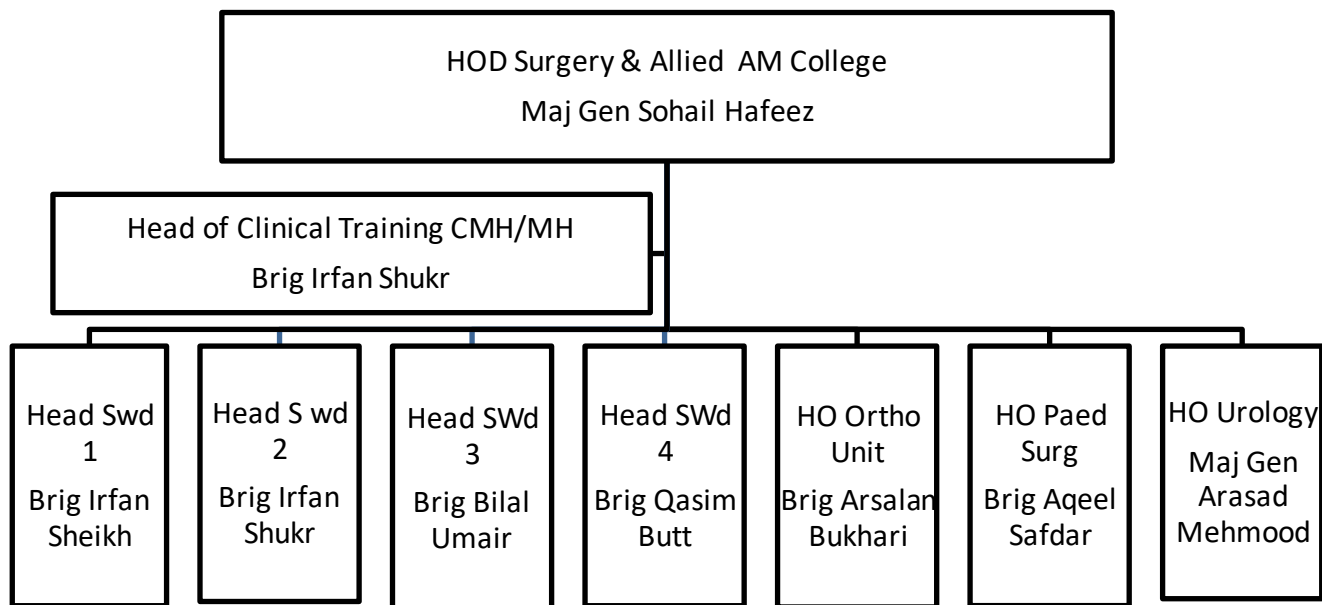 HOD Surgery & Allied AM College
Maj Gen Sohail Hafeez
Head of Clinical Training CMH/MH
Brig Irfan Shukr
Head Swd
1
Brig Irfan
Sheikh
Head S wd
2
Brig Irfan
Shukr
Head SWd
3
Brig Bilal
Umair
Head SWd
4
Brig Qasim
Butt
HO Ortho
Unit
Brig Arsalan
Bukhari
HO Paed
Surg
Brig Aqeel
Safdar
HO Urology
Maj Gen
Arasad
Mehmood